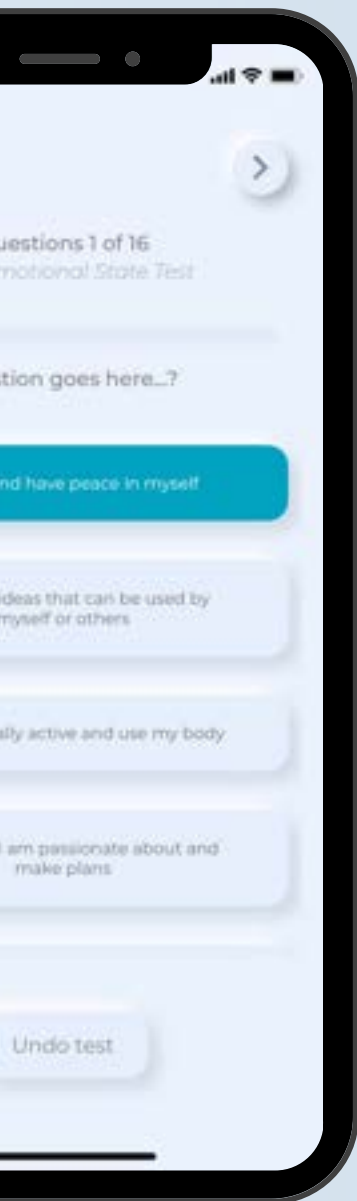 uestions 1 of 16
motional State Test
tion goes here...?
nd have peace in myself
ideas that can be used by
myself or others
ally active and use my body
I am passionate about and
make plans
Undo test